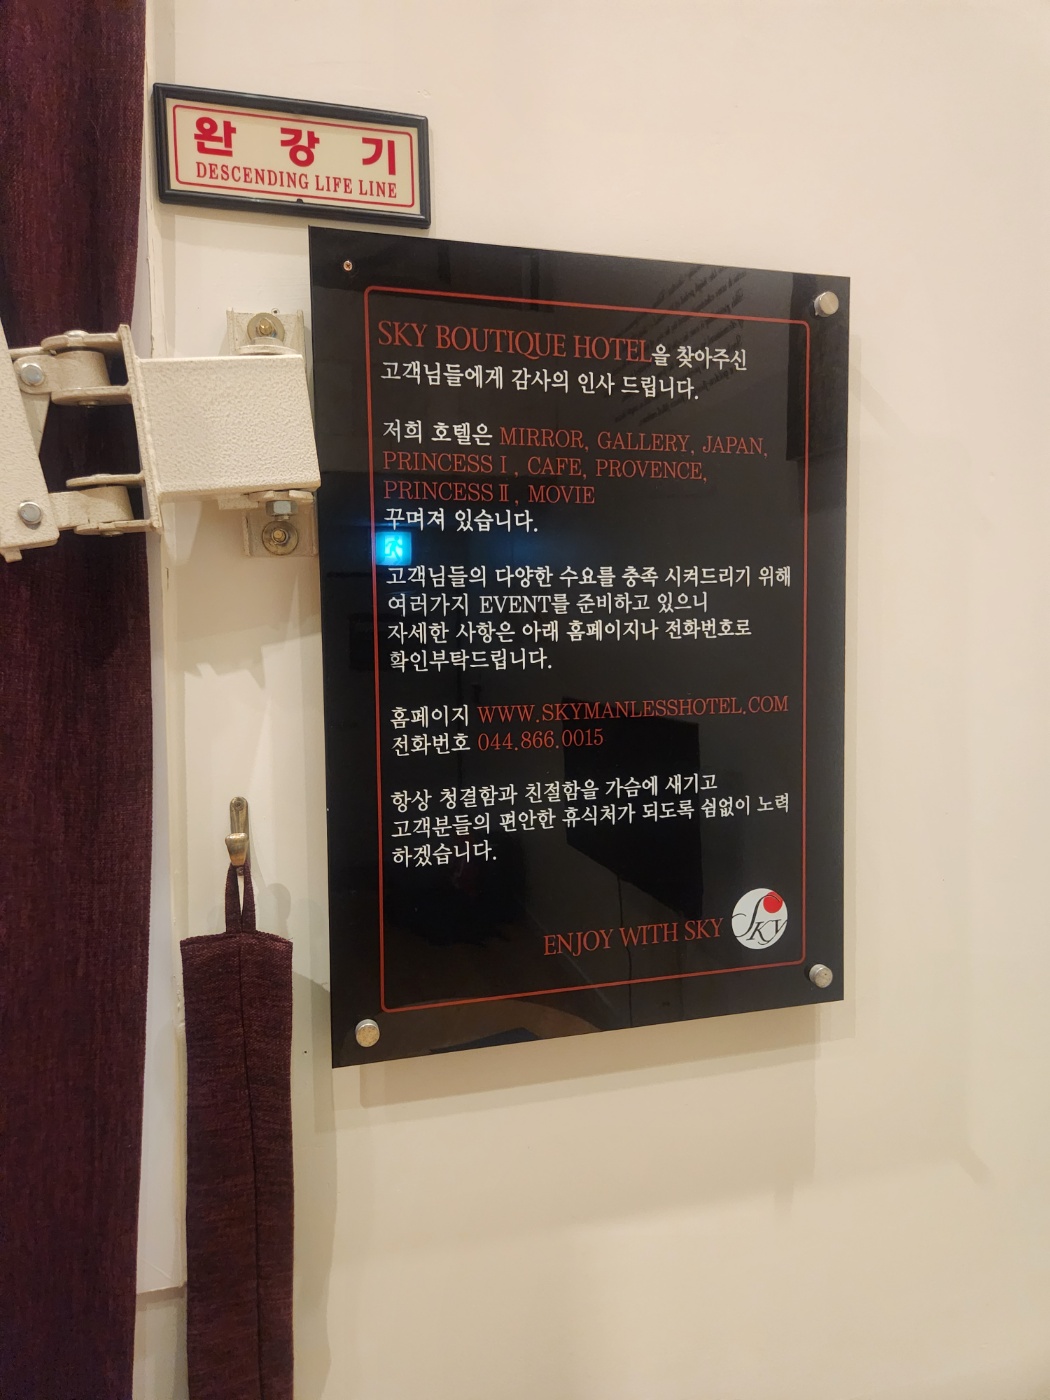 완 강 기
DESCENDING LIFE LINE
SKY BOUTIQUE HOTEL을 찾아주신
고객님들에게 감사의 인사 드립니다.
저희 호텔은 MIRROR, GALLERY, JAPAN,
PRINCESS I, CAFE, PROVENCE,
PRINCESS II, MOVIE
꾸며져 있습니다.
고객님들의 다양한 수요를 충족 시켜드리기 위해
여러가지 EVENT를 준비하고 있으니
자세한 사항은 아래 홈페이지나 전화번호로
확인부탁드립니다.
홈페이지 WWW.SKYMANLESSHOTEL.COM
전화번호 044.866.0015
항상 청결함과 친절함을 가슴에 새기고
고객분들의 편안한 휴식처가 되도록 쉼없이 노력
하겠습니다.
ENJOY WITH SKY
SKY